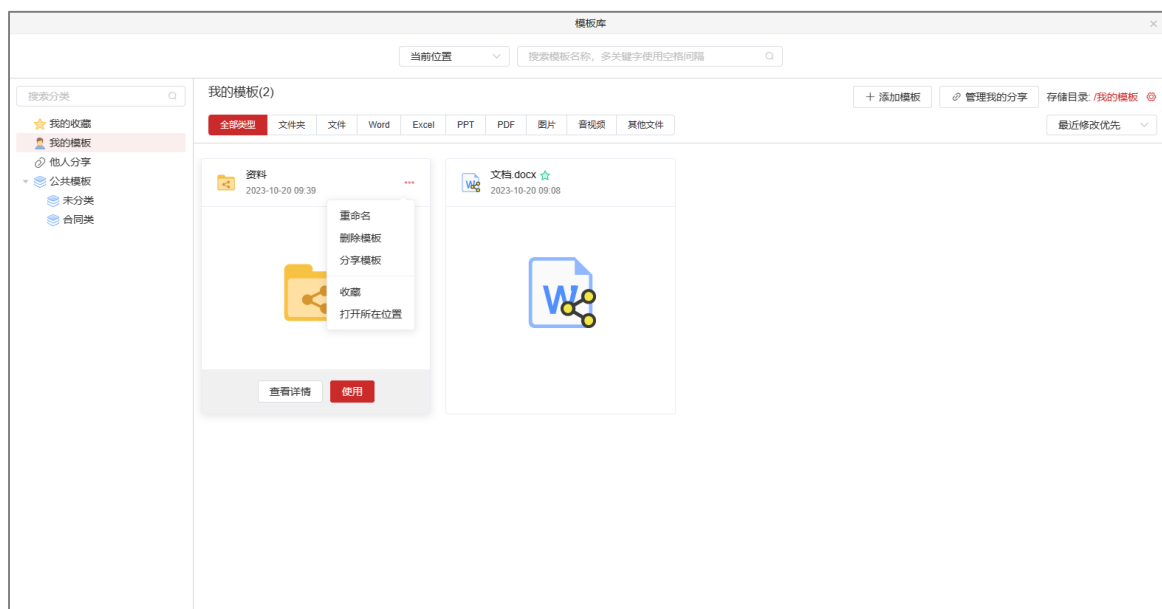 模板库
当前位置 搜索模板名称，多关键字使用空格间隔
搜索分类
我的收藏
我的模板
他人分享
公共模板
未分类
合同类
我的模板(2)
添加模板 管理我的分享 存储目录: /我的模板
全部类型 文件夹 文件 Word Excel PPT PDF 图片 音视频 其他文件
最近修改优先
资料
2023-10-20 09:39
重命名
删除模板
分享模板
收藏
打开所在位置
查看详情 使用
文档.docx
2023-10-20 09:08
W